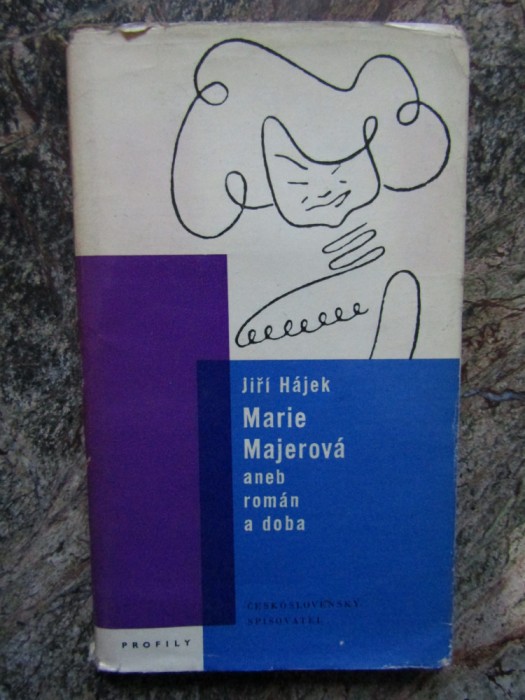 Jiří Hájek
Marie
Majerová
aneb
román
a doba
ČESKOSLOVENSKÝ
SPISOVATEL
PROFILY